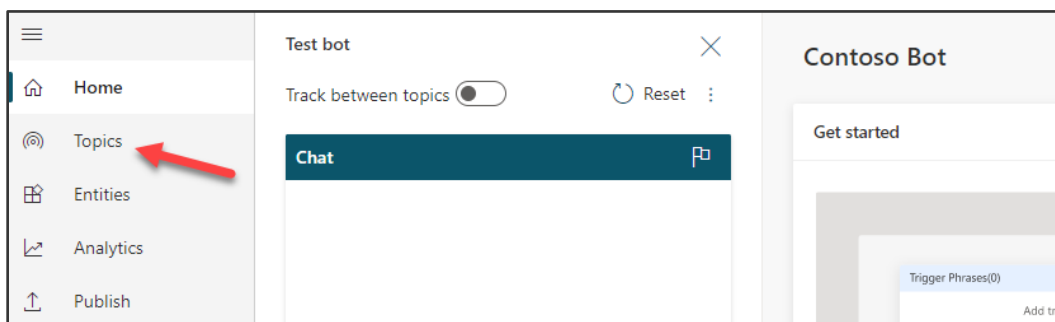 Home
Topics
Entities
Analytics
Publish
Test bot
Track between topics
Reset
Chat
Contoso Bot
Get started
Trigger Phrases(0)
Add